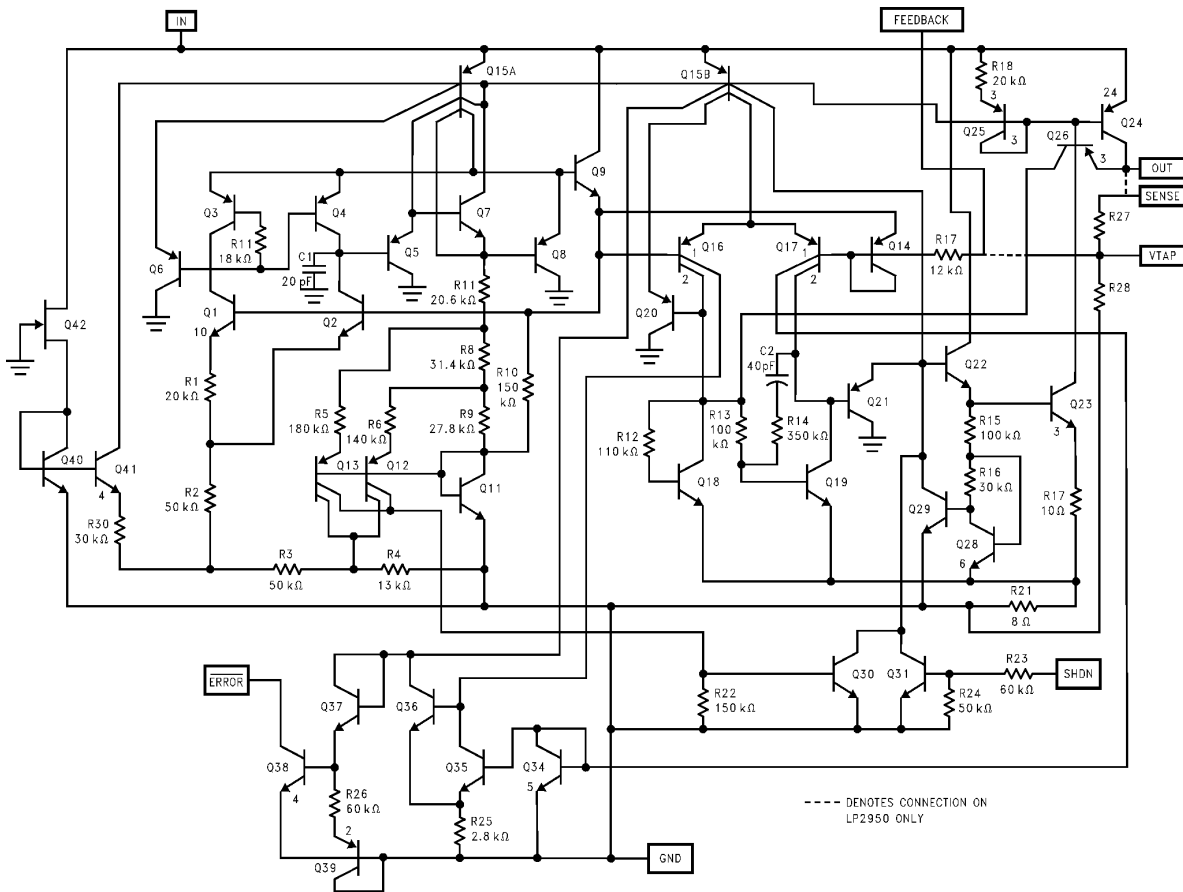 IN
FEEDBACK
Q15A
Q15B
R18
20 kΩ
3
Q25
3
24
Q24
Q26
3
OUT
SENSE
R27
VTAP
R28
Q3
R11
18 kΩ
Q4
C1
20 pF
Q5
Q6
Q7
Q8
Q9
R11
20.6 kΩ
Q16
1
2
Q17
1
2
Q14
R17
12 kΩ
Q42
Q1
10
Q2
Q20
R1
20 kΩ
R8
31.4 kΩ
R10
150
kΩ
R5
180 kΩ
R6
140 kΩ
R9
27.8 kΩ
C2
40pF
Q21
Q22
Q23
3
R12
110 kΩ
R13
100
kΩ
R14
350 kΩ
R15
100 kΩ
R16
30 kΩ
Q40
Q41
4
R30
30 kΩ
R2
50 kΩ
Q13
Q12
Q11
Q18
Q19
Q29
Q28
6
R17
10Ω
R3
50 kΩ
R4
13 kΩ
R21
8 Ω
ERROR
Q37
Q36
Q38
4
R26
60 kΩ
2
Q39
Q35
Q34
5
R25
2.8 kΩ
R22
150 kΩ
Q30
Q31
R24
50 kΩ
R23
60 kΩ
SHDN
GND
---- DENOTES CONNECTION ON
LP2950 ONLY